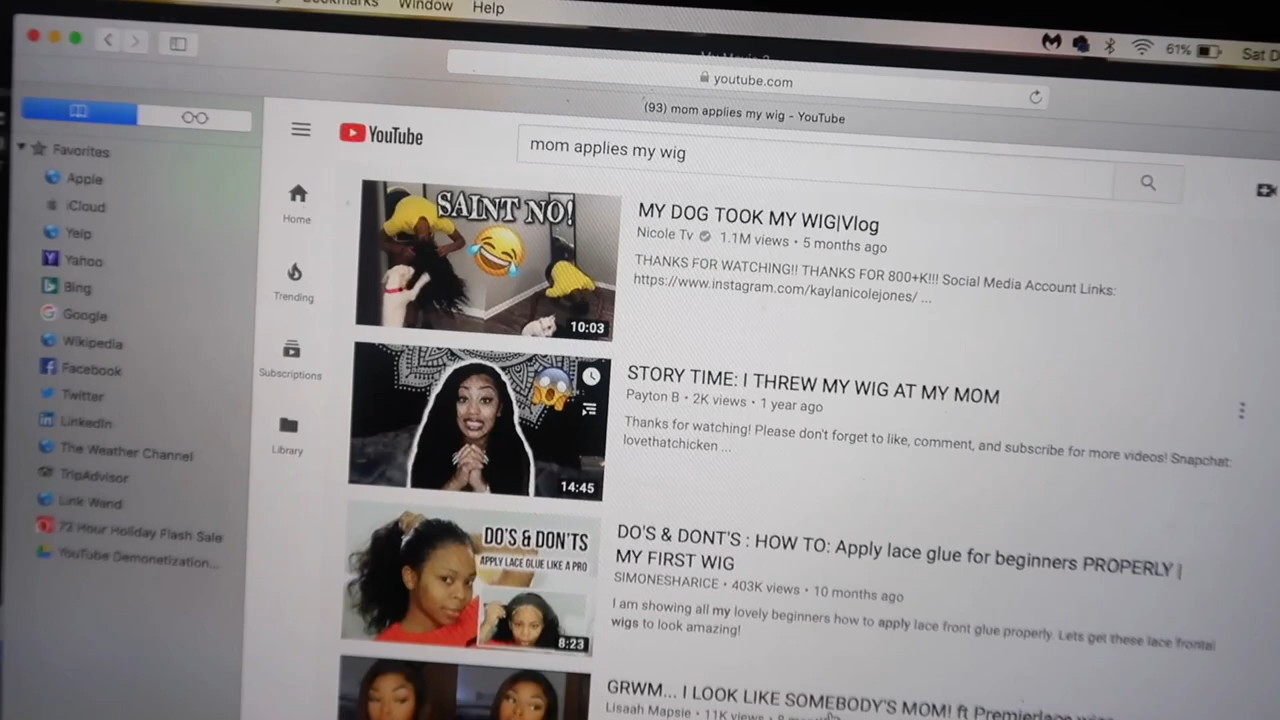 Window Help
61% Sat D
youtube.com
(93) mom applies my wig - YouTube
Favorites
Apple
iCloud
Yelp
Yahoo
Bing
Google
Wikipedia
Facebook
Twitter
LinkedIn
The Weather Channel
TripAdvisor
Link Wand
72 Hour Holiday Flash Sale
YouTube Demonetization...
YouTube
mom applies my wig
Home
Trending
Subscriptions
Library
SAINT NO!
10:03
MY DOG TOOK MY WIG|Vlog
Nicole Tv 1.1M views • 5 months ago
THANKS FOR WATCHING!! THANKS FOR 800+K!!! Social Media Account Links:
https://www.instagram.com/kaylanicolejones/ ...
14:45
STORY TIME: I THREW MY WIG AT MY MOM
Payton B • 2K views • 1 year ago
Thanks for watching! Please don't forget to like, comment, and subscribe for more videos! Snapchat:
lovethatchicken ...
DO'S & DON'TS
APPLY LACE GLUE LIKE A PRO
8:23
DO'S & DONT'S : HOW TO: Apply lace glue for beginners PROPERLY |
MY FIRST WIG
SIMONESHARICE • 403K views • 10 months ago
I am showing all my lovely beginners how to apply lace front glue properly. Lets get these lace frontal
wigs to look amazing!
GRWM... I LOOK LIKE SOMEBODY'S MOM! ft Premierlace
Lisaah Mapsie • 11K views •